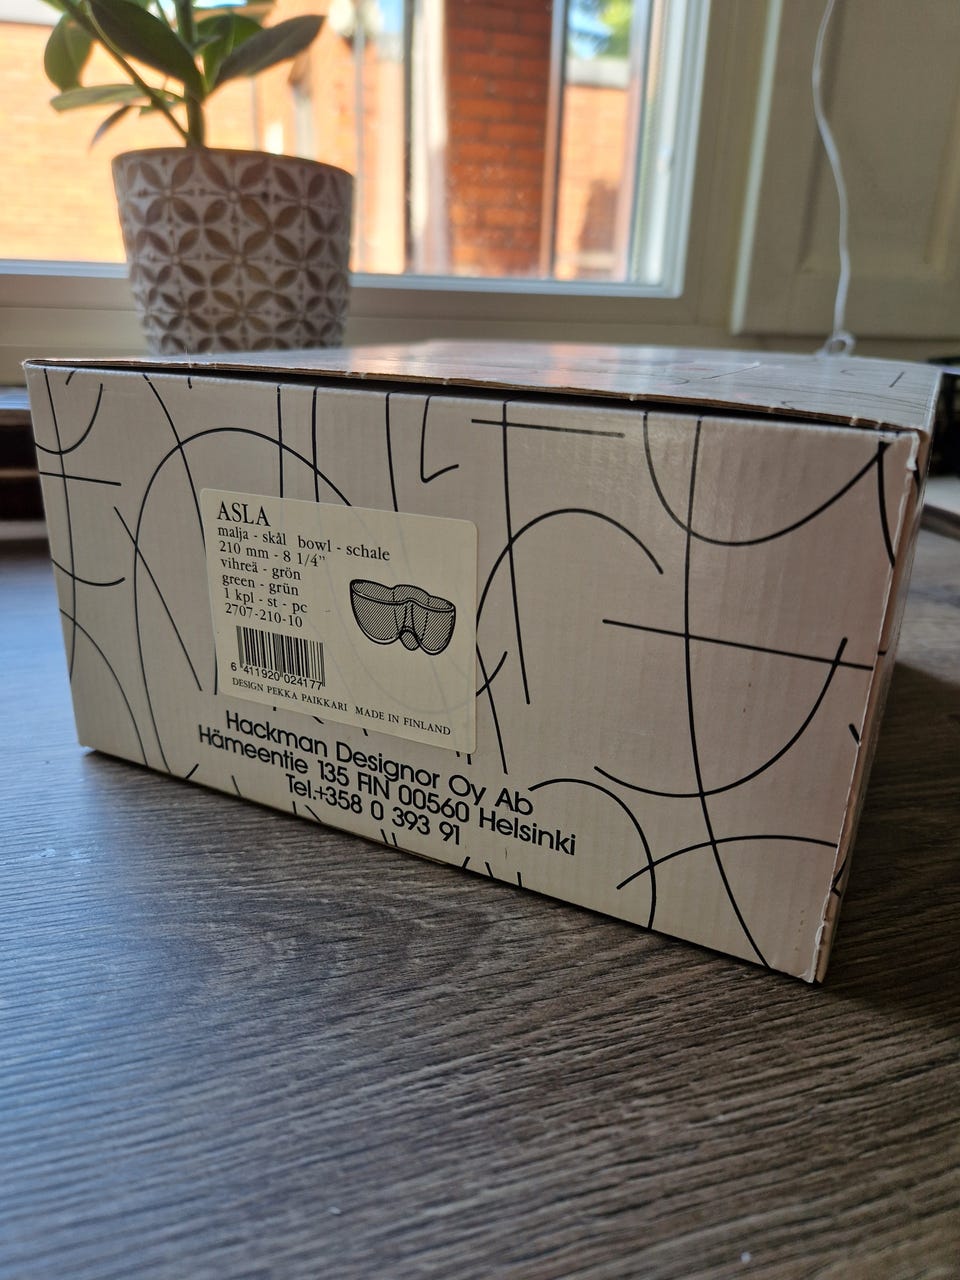 ASLA
malja - skål bowl - schale
210 mm - 8 1/4"
vihreä - grön
green - grün
1 kpl - st - pc
2707-210-10
6 411920 024177
DESIGN PEKKA PAIKKARI MADE IN FINLAND
Hackman Designor Oy Ab
Hämeentie 135 FIN 00560 Helsinki
Tel.+358 0 393 91